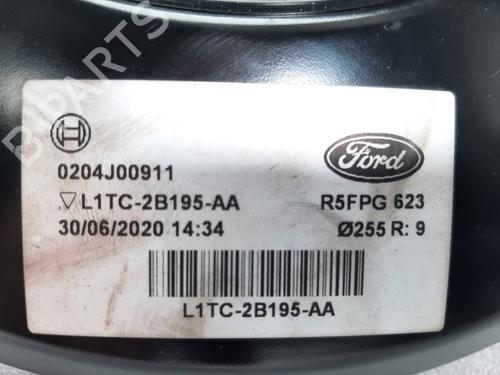 BiParts
Ford
0204J00911
▽L1TC-2B195-AA R5FPG 623
30/06/2020 14:34 Ø255 R: 9
L1TC-2B195-AA